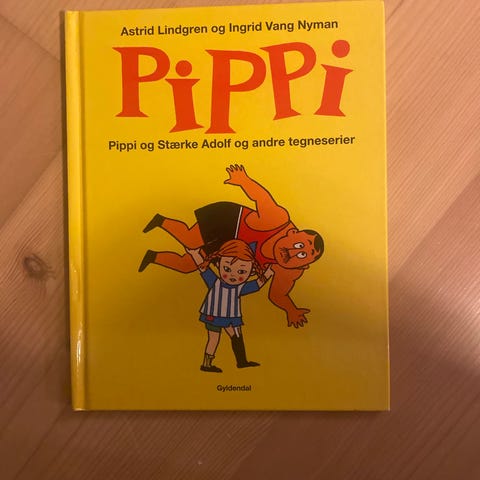 Astrid Lindgren og Ingrid Vang Nyman
PiPPi
Pippi og Stærke Adolf og andre tegneserier
Gyldendal